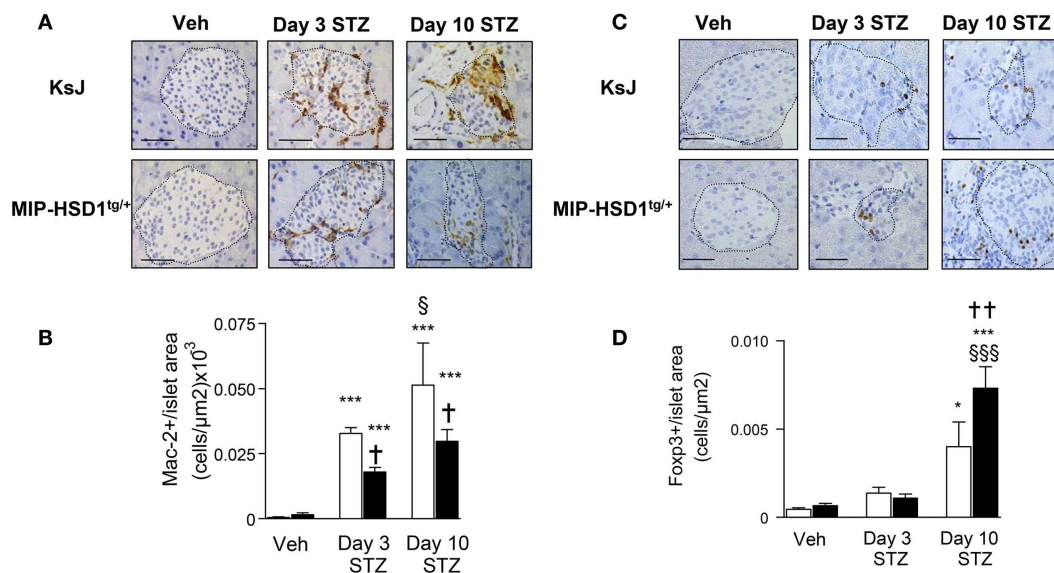 A
Veh Day 3 STZ Day 10 STZ
KsJ
MIP-HSD1tg/+
C
Veh Day 3 STZ Day 10 STZ
KsJ
MIP-HSD1tg/+
B
Mac-2+/islet area
(cells/µm2)x10-3
0.075
0.050
0.025
0
***
***
†
§
***
***
†
Veh Day 3 STZ Day 10 STZ
D
Foxp3+/islet area
(cells/µm2)
0.010
0.005
0
*
††
***
§§§
Veh Day 3 STZ Day 10 STZ